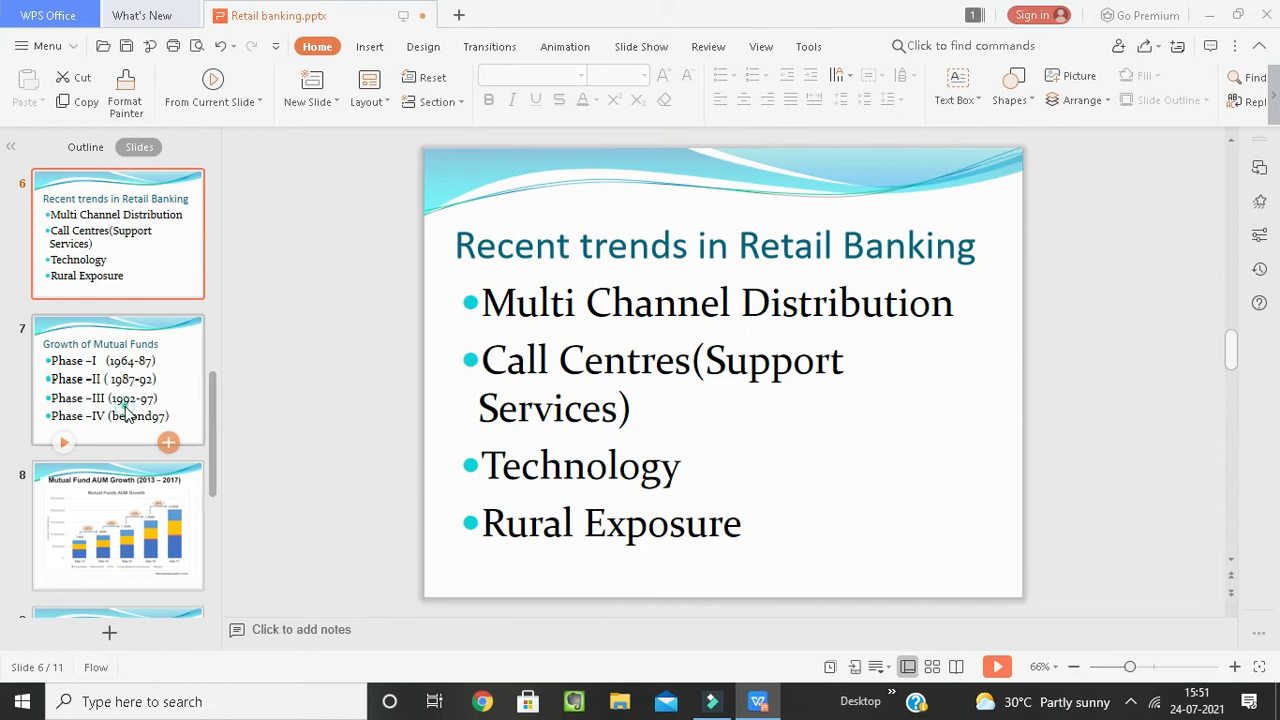 WPS Office
What's New
Retail banking.pptx
1
Sign in
Go Premium
Menu
Home
Insert
Design
Transitions
Animation
Slide Show
Review
View
Tools
Click to find commands
Cut
Format
Painter
From Current Slide
New Slide
Layout
Reset
Section
Text Box
Shapes
Picture
Arrange
Fill
Slide Outline
Find
Repl
Outline
Slides
6
Recent trends in Retail Banking
•Multi Channel Distribution
•Call Centres(Support
Services)
•Technology
•Rural Exposure
7
Growth of Mutual Funds
•Phase –I (1964-87)
•Phase –II ( 1987-92)
•Phase –III (1992-97)
•Phase –IV (beyond97)
8
Mutual Fund AUM Growth (2013 – 2017)
Mutual Funds AUM Growth
Recent trends in Retail Banking
•Multi Channel Distribution
•Call Centres(Support
Services)
•Technology
•Rural Exposure
Click to add notes
Slide 6 / 11
Flow
66%
Type here to search
Desktop
30°C Partly sunny
15:51
24-07-2021